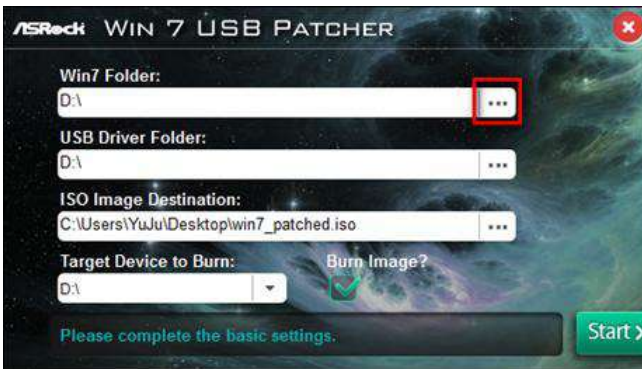 ASRock WIN 7 USB PATCHER
Win7 Folder:
D:\
USB Driver Folder:
D:\
ISO Image Destination:
C:\Users\YuJu\Desktop\win7_patched.iso
Target Device to Burn: Burn Image?
D:\
Please complete the basic settings.
Start